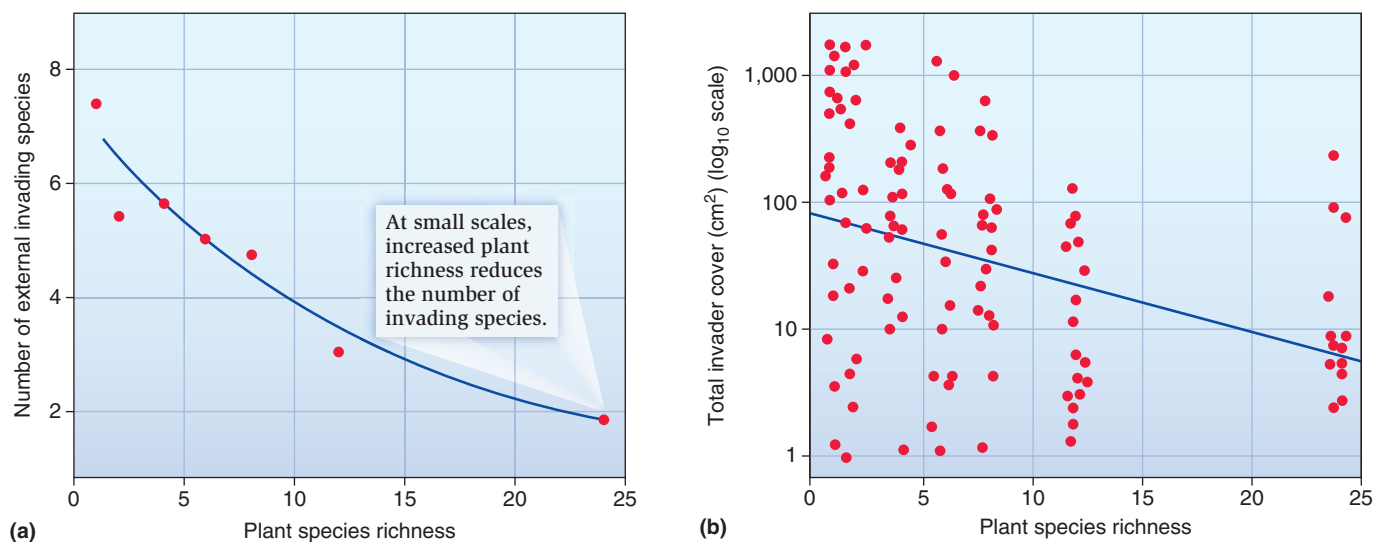 Number of external invading species
8
6
4
2
0
5
10
15
20
25
Plant species richness
(a)
At small scales,
increased plant
richness reduces
the number of
invading species.
Total invader cover (cm²) (log₁₀ scale)
1,000
100
10
1
0
5
10
15
20
25
Plant species richness
(b)